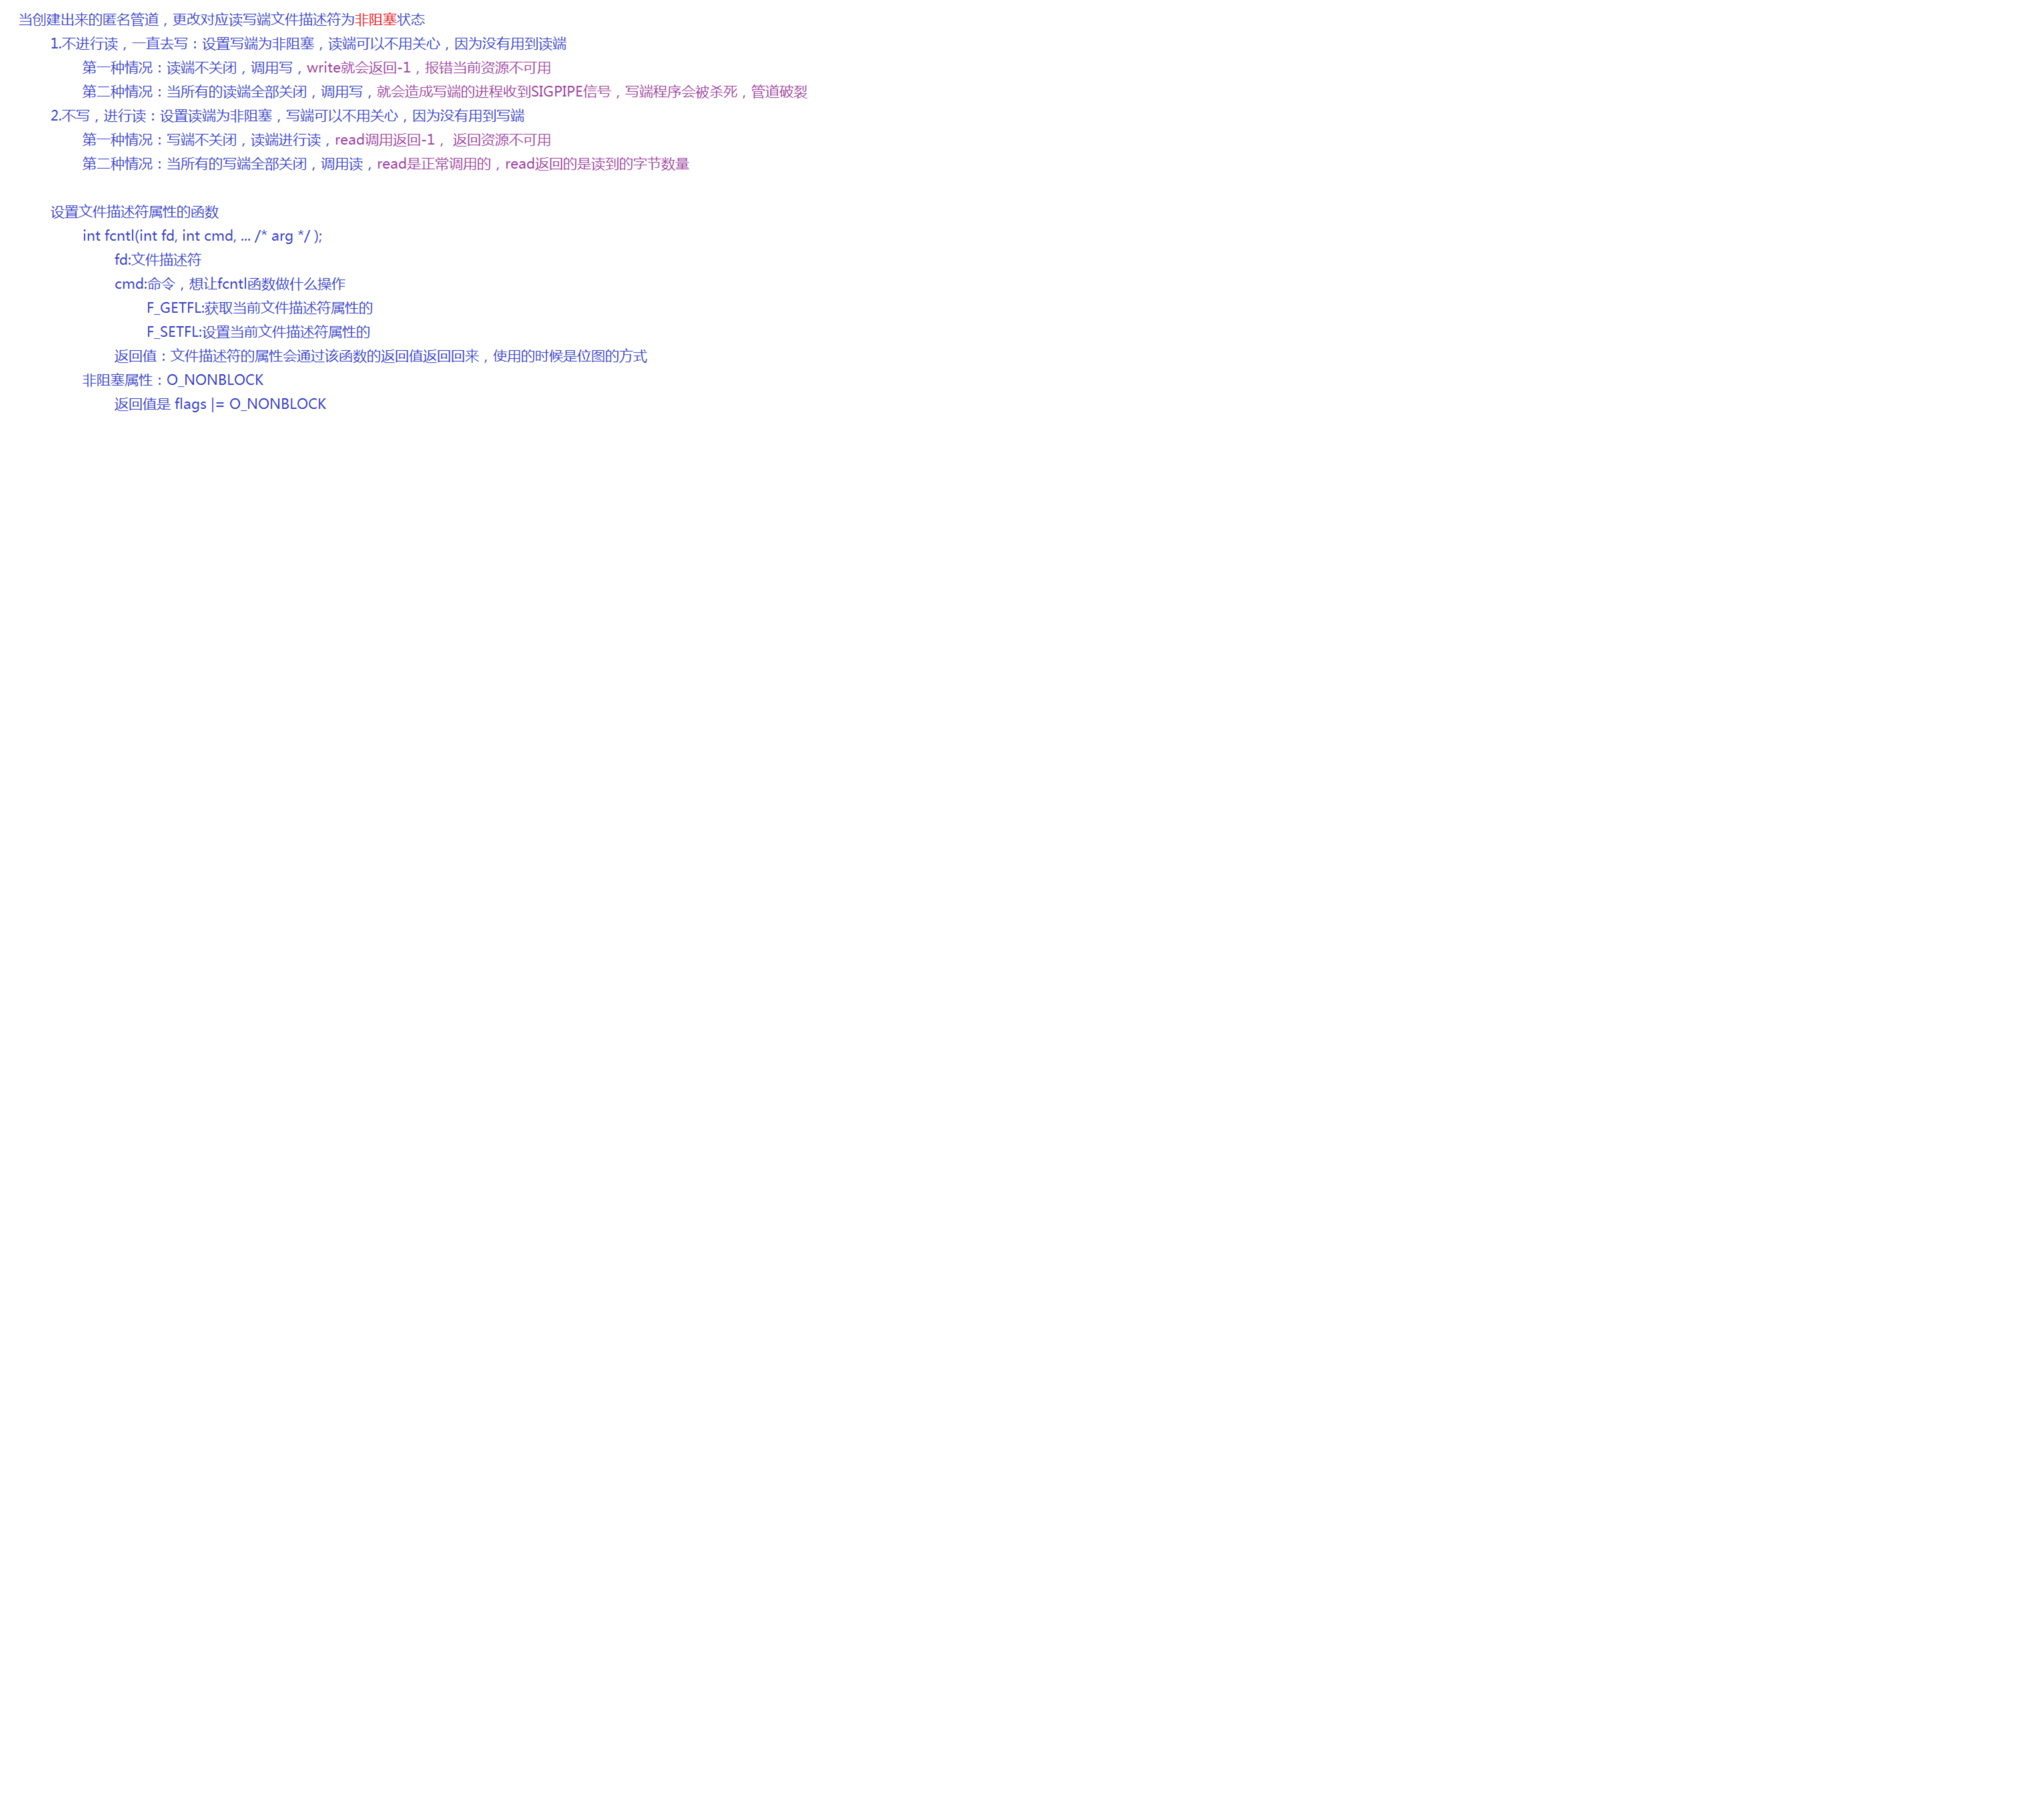 当创建出来的匿名管道，更改对应读写端文件描述符为非阻塞状态
1.不进行读，一直去写：设置写端为非阻塞，读端可以不用关心，因为没有用到读端
第一种情况：读端不关闭，调用写，write就会返回-1，报错当前资源不可用
第二种情况：当所有的读端全部关闭，调用写，就会造成写端的进程收到SIGPIPE信号，写端程序会被杀死，管道破裂
2.不写，进行读：设置读端为非阻塞，写端可以不用关心，因为没有用到写端
第一种情况：写端不关闭，读端进行读，read调用返回-1， 返回资源不可用
第二种情况：当所有的写端全部关闭，调用读，read是正常调用的，read返回的是读到的字节数量
设置文件描述符属性的函数
int fcntl(int fd, int cmd, ... /* arg */ );
fd:文件描述符
cmd:命令，想让fcntl函数做什么操作
F_GETFL:获取当前文件描述符属性的
F_SETFL:设置当前文件描述符属性的
返回值：文件描述符的属性会通过该函数的返回值返回回来，使用的时候是位图的方式
非阻塞属性：O_NONBLOCK
返回值是 flags |= O_NONBLOCK